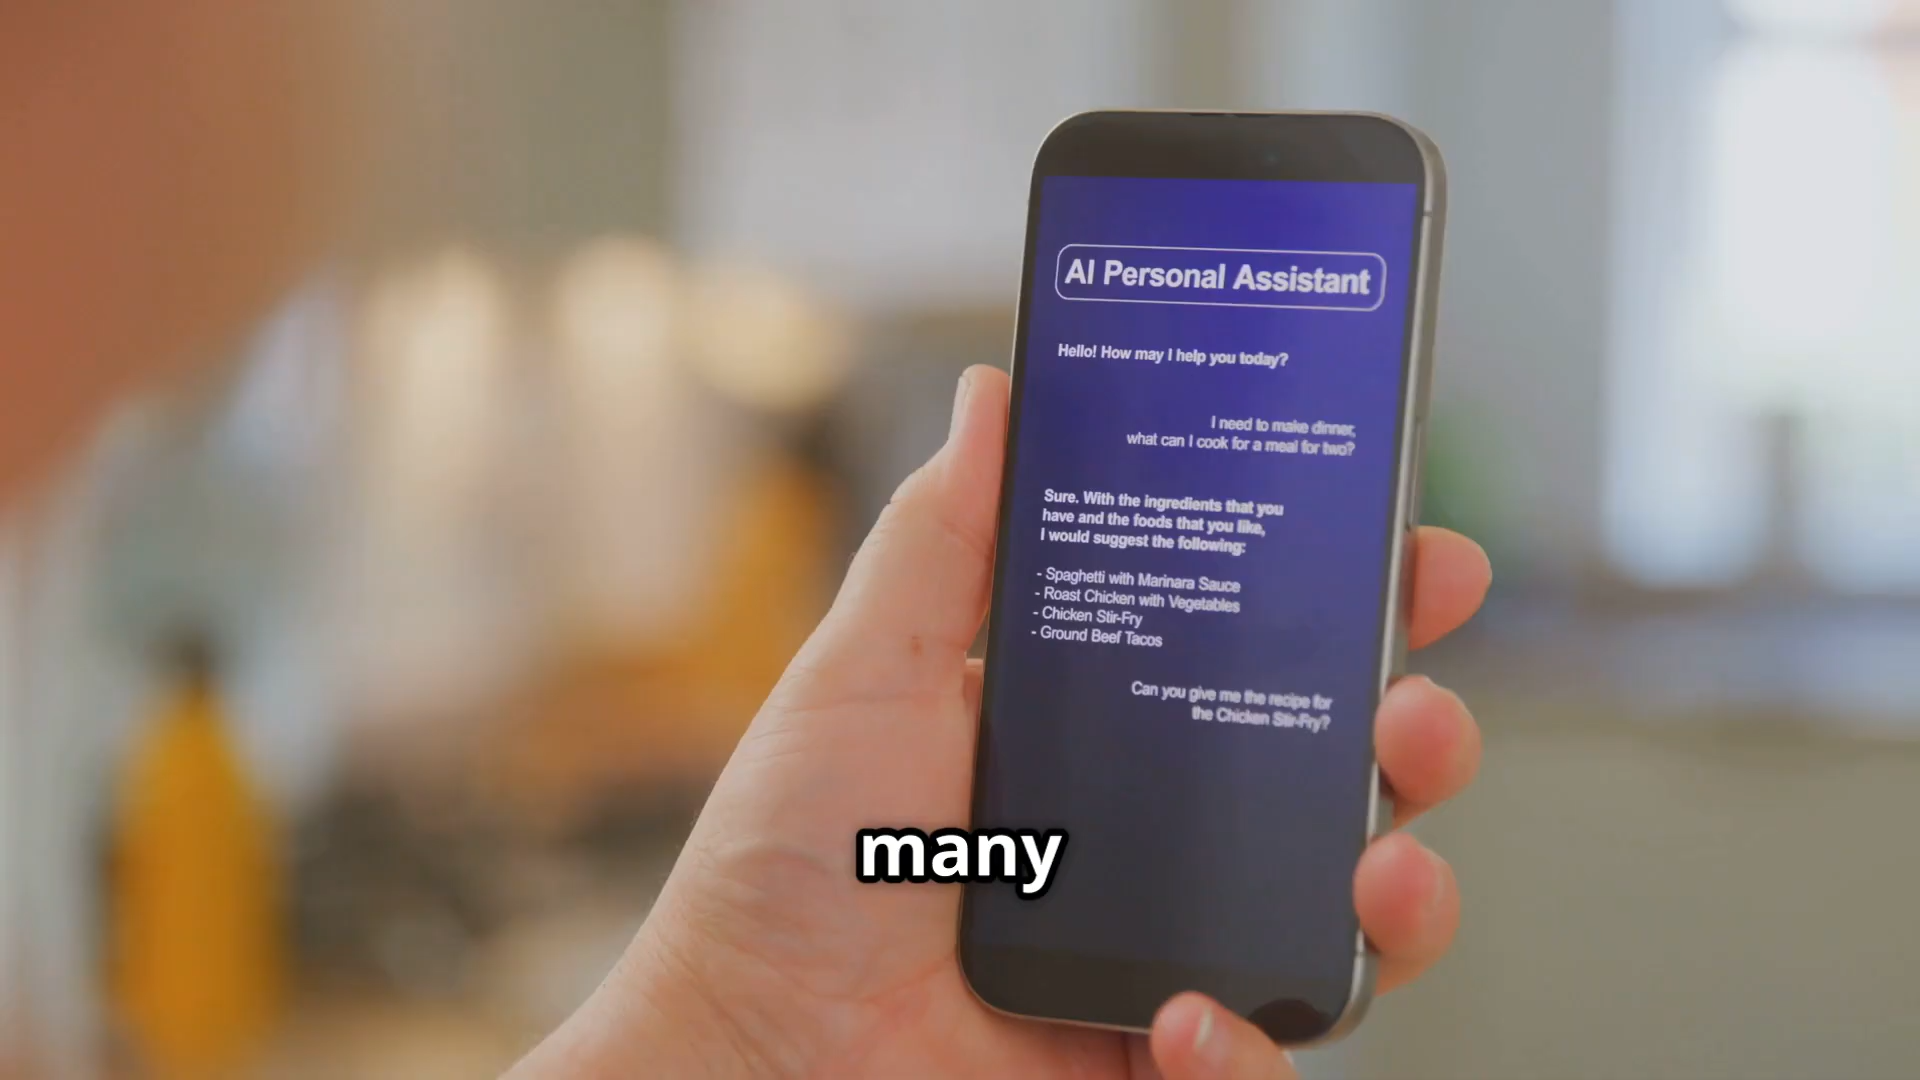 AI Personal Assistant
Hello! How may I help you today?
I need to make dinner,
what can I cook for a meal for two?
Sure. With the ingredients that you
have and the foods that you like,
I would suggest the following:
- Spaghetti with Marinara Sauce
- Roast Chicken with Vegetables
- Chicken Stir-Fry
- Ground Beef Tacos
Can you give me the recipe for
the Chicken Stir-Fry?
many